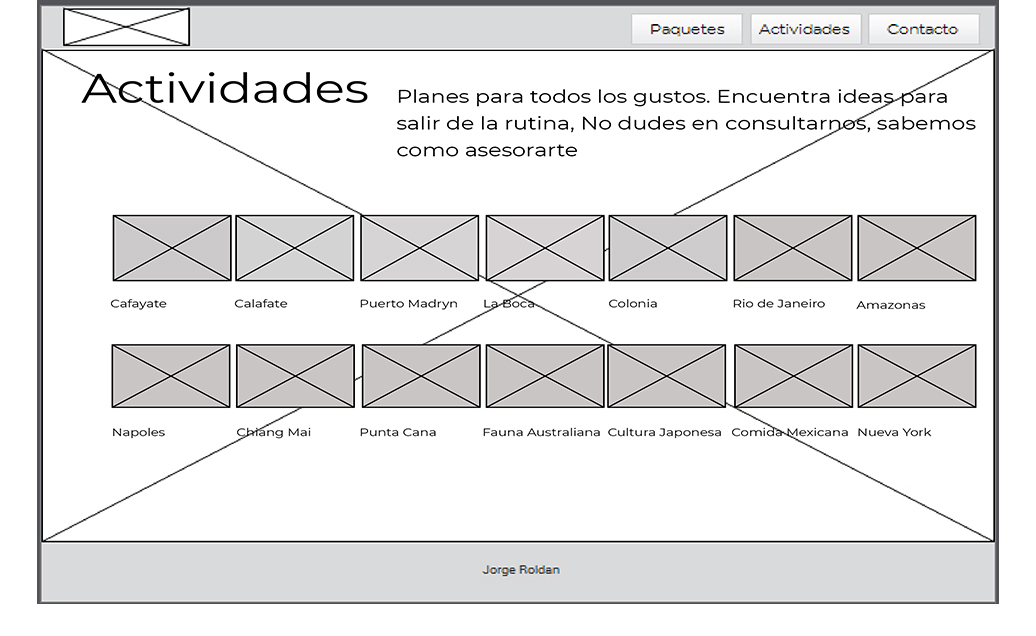 Paquetes Actividades Contacto
Actividades
Planes para todos los gustos. Encuentra ideas para
salir de la rutina, No dudes en consultarnos, sabemos
como asesorarte
Cafayate Calafate Puerto Madryn La Boca Colonia Rio de Janeiro Amazonas
Napoles Chiang Mai Punta Cana Fauna Australiana Cultura Japonesa Comida Mexicana Nueva York
Jorge Roldan